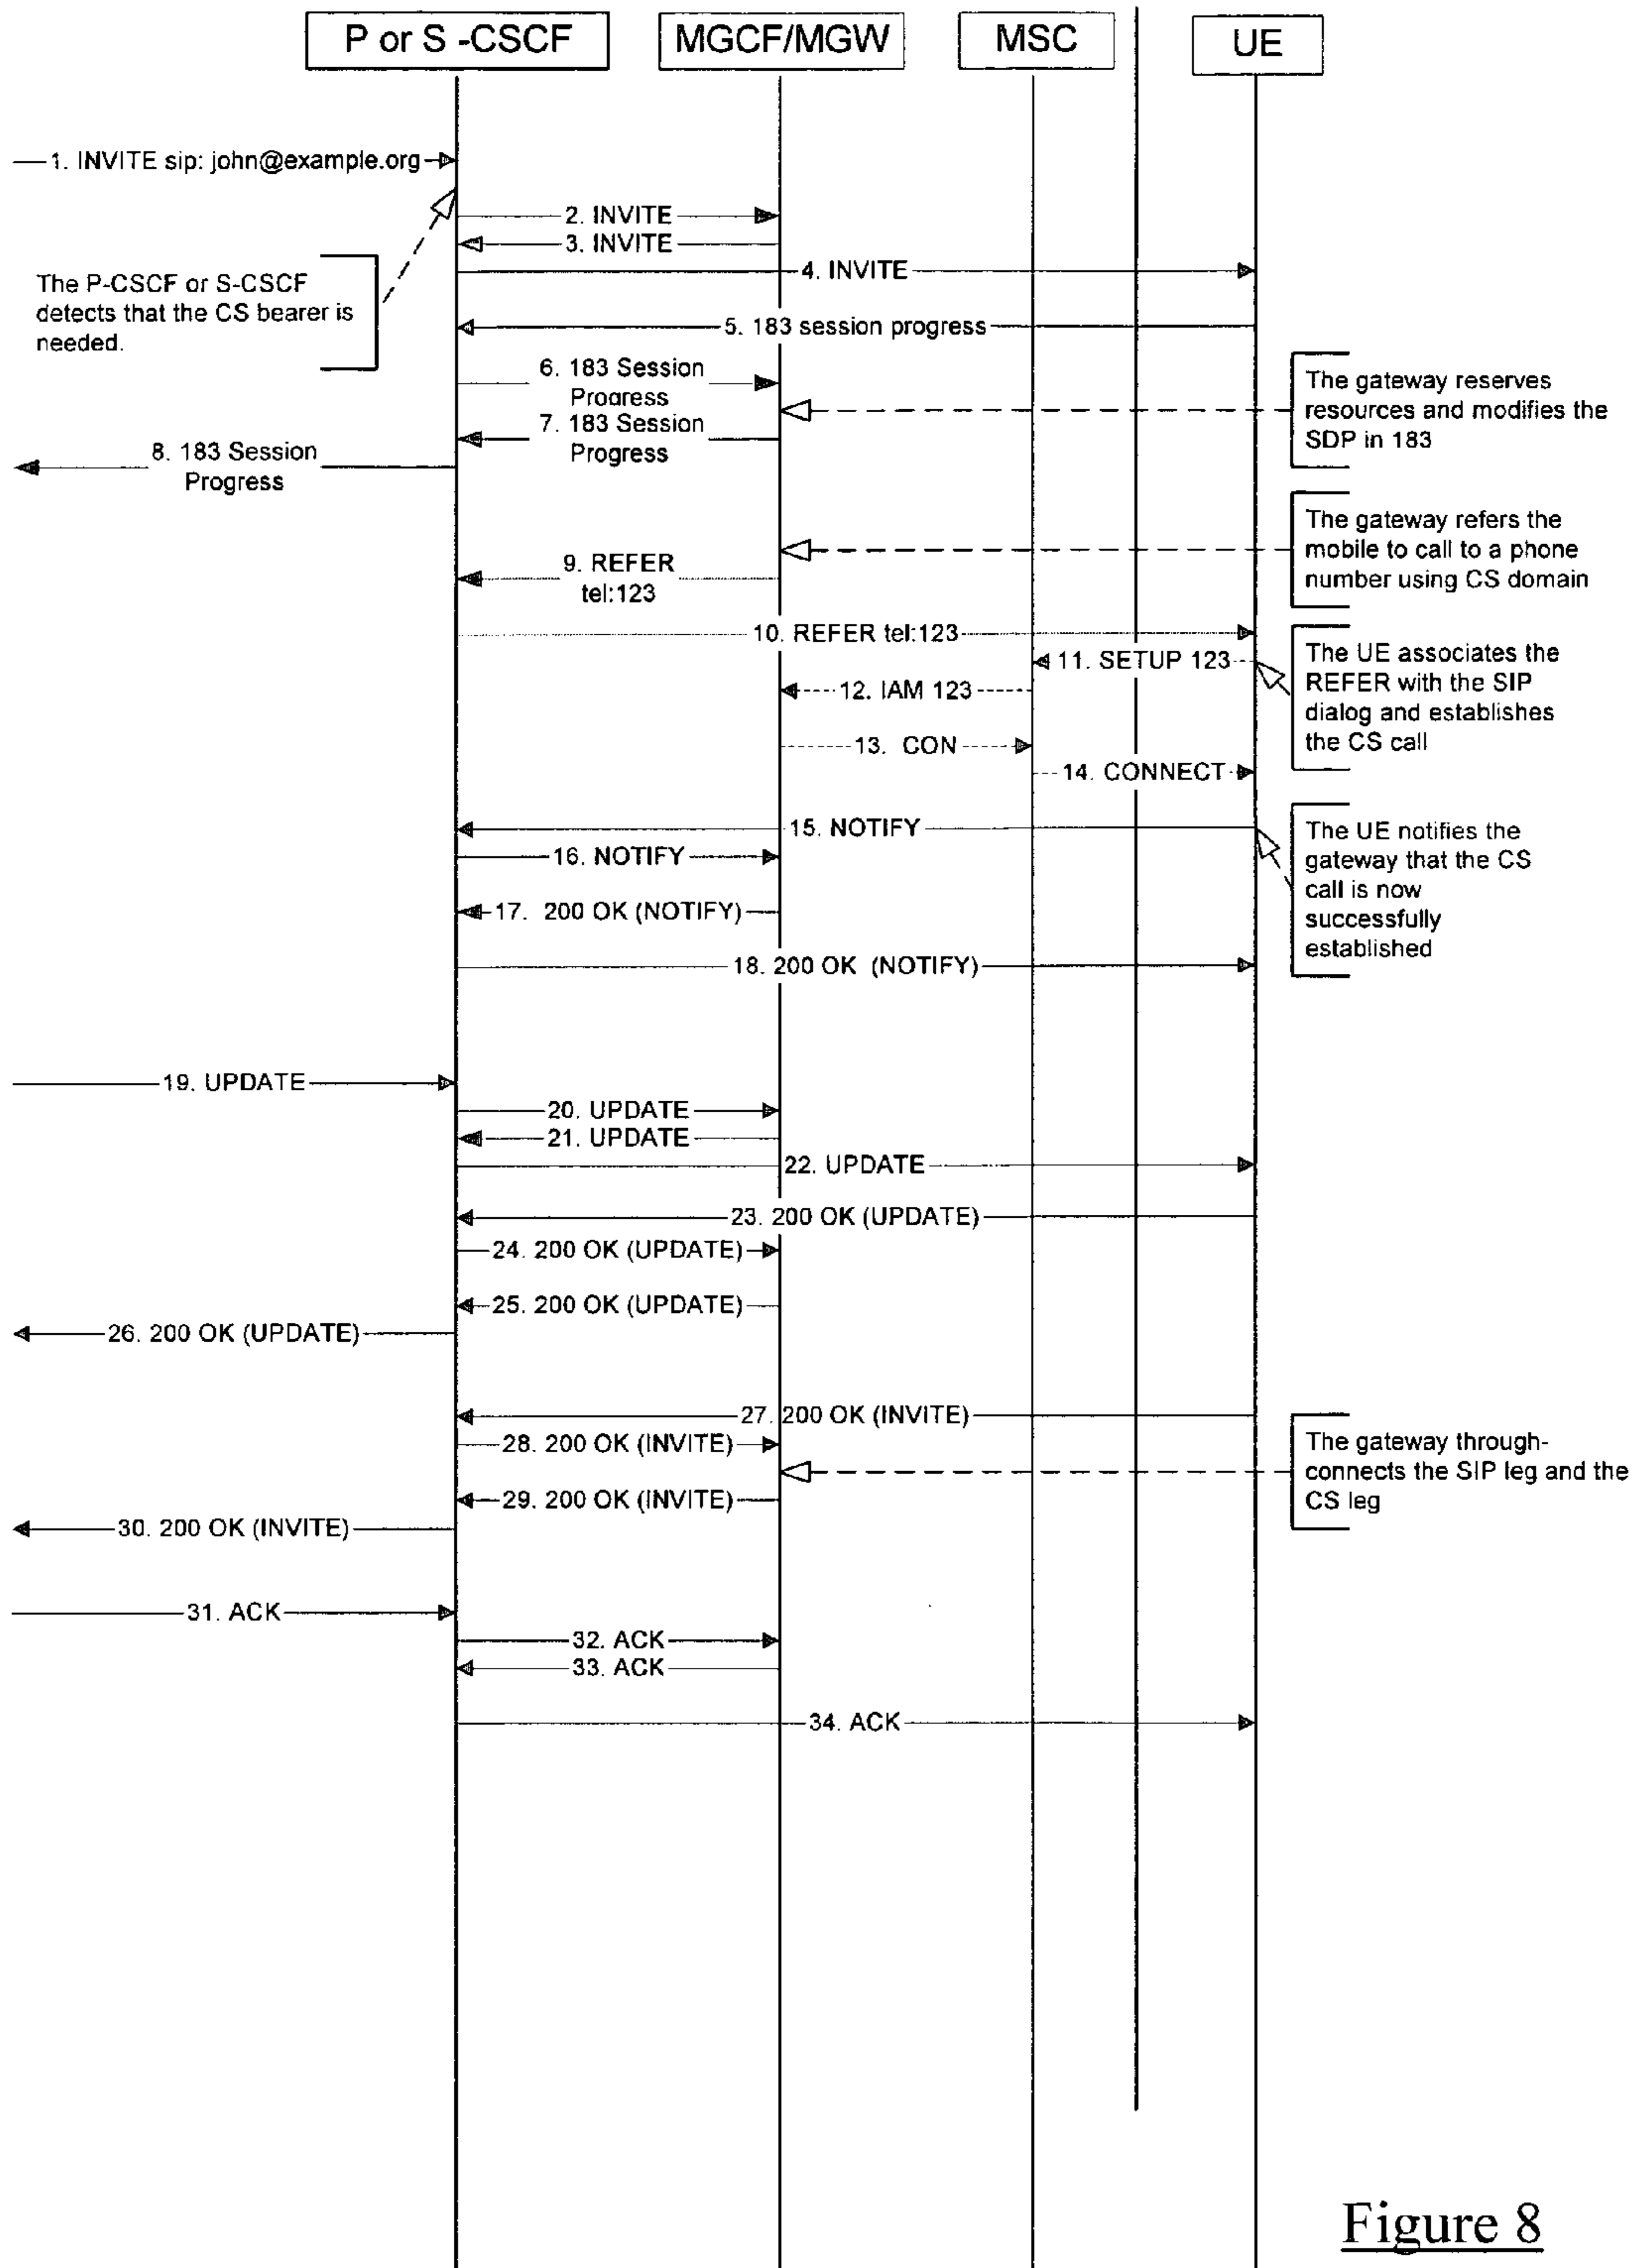 P or S -CSCF
MGCF/MGW
MSC
UE
1. INVITE sip: john@example.org
2. INVITE
3. INVITE
4. INVITE
The P-CSCF or S-CSCF
detects that the CS bearer is
needed.
5. 183 session progress
6. 183 Session
Progress
The gateway reserves
resources and modifies the
SDP in 183
7. 183 Session
Progress
8. 183 Session
Progress
The gateway refers the
mobile to call to a phone
number using CS domain
9. REFER
tel:123
10. REFER tel:123
11. SETUP 123
The UE associates the
REFER with the SIP
dialog and establishes
the CS call
12. IAM 123
13. CON
14. CONNECT
15. NOTIFY
The UE notifies the
gateway that the CS
call is now
successfully
established
16. NOTIFY
17. 200 OK (NOTIFY)
18. 200 OK (NOTIFY)
19. UPDATE
20. UPDATE
21. UPDATE
22. UPDATE
23. 200 OK (UPDATE)
24. 200 OK (UPDATE)
25. 200 OK (UPDATE)
26. 200 OK (UPDATE)
27. 200 OK (INVITE)
28. 200 OK (INVITE)
The gateway through-
connects the SIP leg and the
CS leg
29. 200 OK (INVITE)
30. 200 OK (INVITE)
31. ACK
32. ACK
33. ACK
34. ACK
Figure 8